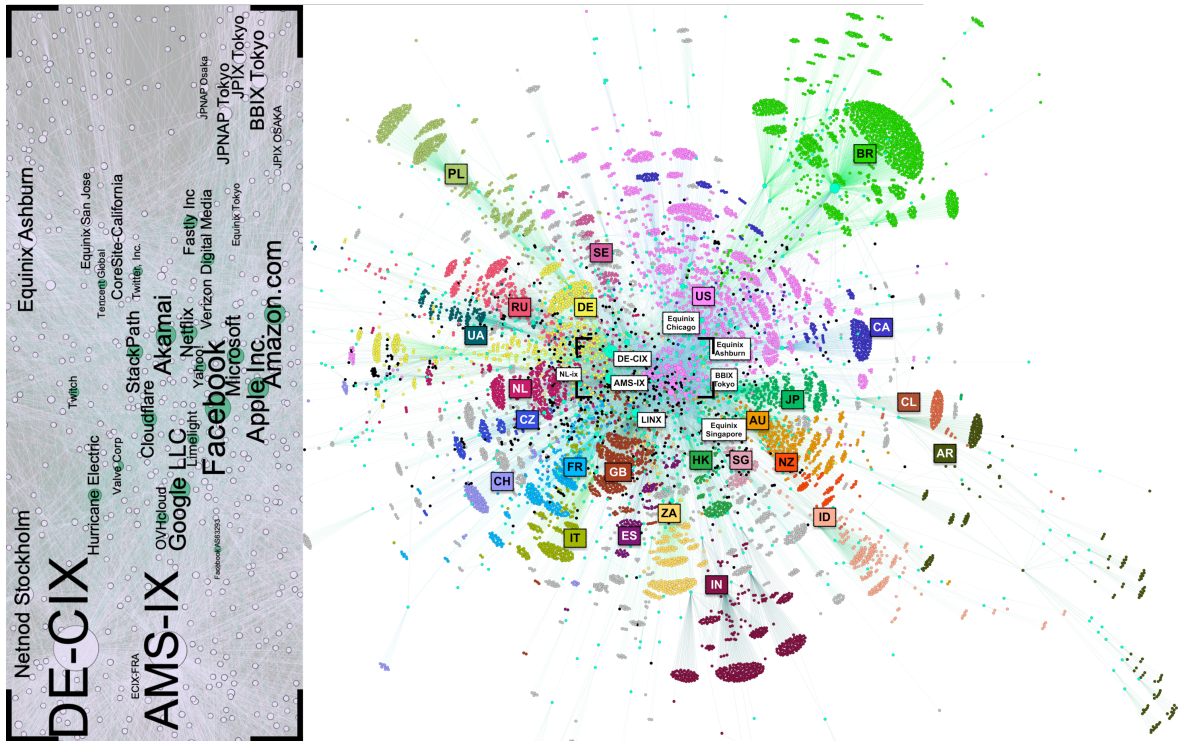 Netnod Stockholm
Equinix Ashburn
DE-CIX
Twitch
Hurricane Electric
Equinix San Jose
Tencent Global
Valve Corp
CoreSite-California
Twitter, Inc.
StackPath
ECIX-FRA
Cloudflare
AMS-IX
Akamai
OVHcloud
Google LLC
Netflix
Limelight
Fastly Inc
Yahoo!
Verizon Digital Media
JPNAP Osaka
Facebook
Facebook AS63293
JPNAP Tokyo
Microsoft
Equinix Tokyo
JPIX Tokyo
Apple Inc.
BBIX Tokyo
Amazon.com
JPIX OSAKA
BR
PL
SE
US
RU
DE
Equinix
Chicago
CA
UA
Equinix
Ashburn
DE-CIX
NL-ix
AMS-IX
BBIX
Tokyo
NL
JP
CL
CZ
LINX
AU
Equinix
Singapore
AR
FR
GB
HK
SG
NZ
CH
ZA
ID
IT
ES
IN